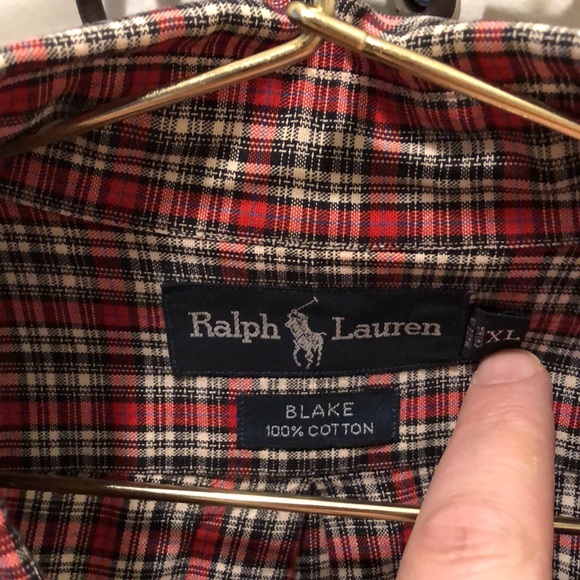 Ralph Lauren
XL
BLAKE
100% COTTON